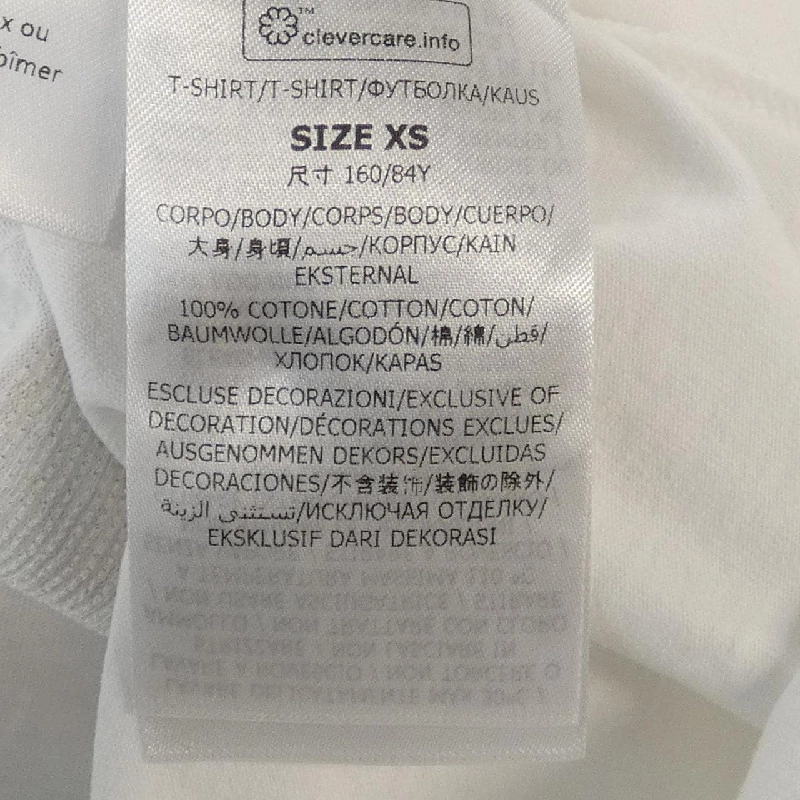 x ou
bîmer
clevercare.info™
T-SHIRT/T-SHIRT/ФУТБОЛКА/KAUS
SIZE XS
尺寸 160/84Y
CORPO/BODY/CORPS/BODY/CUERPO/
大身/身頃/جسم/КОРПУС/KAIN
EKSTERNAL
100% COTONE/COTTON/COTON/
BAUMWOLLE/ALGODÓN/棉/綿/قطن/
ХЛОПОК/KAPAS
ESCLUSE DECORAZIONI/EXCLUSIVE OF
DECORATION/DÉCORATIONS EXCLUES/
AUSGENOMMEN DEKORS/EXCLUIDAS
DECORACIONES/不含装饰/装飾の除外/
تستثنى الزينة/ИСКЛЮЧАЯ ОТДЕЛКУ/
EKSKLUSIF DARI DEKORASI